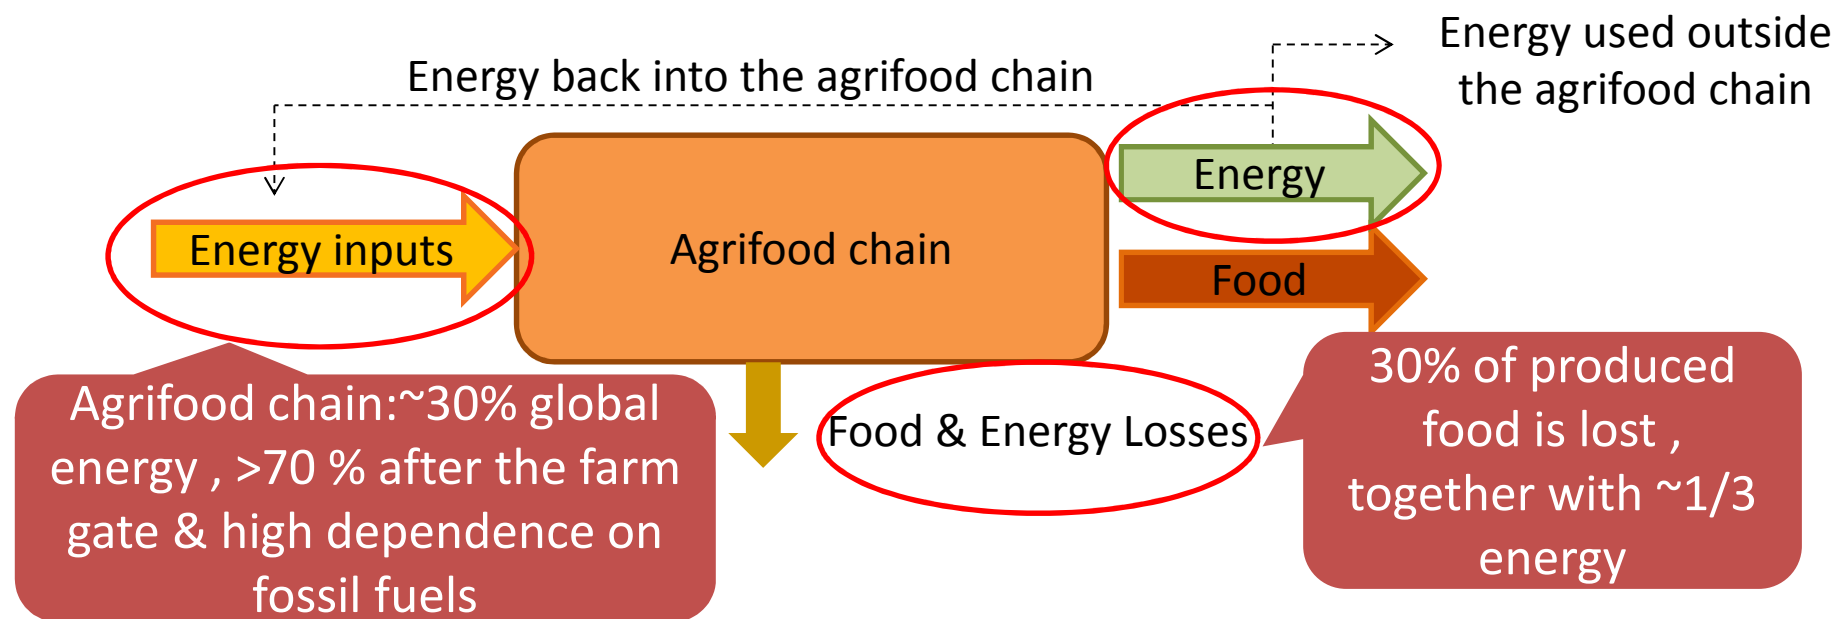 Energy used outside
the agrifood chain
Energy back into the agrifood chain
Energy
Energy inputs
Agrifood chain
Food
Food & Energy Losses
Agrifood chain:~30% global
energy , >70 % after the farm
gate & high dependence on
fossil fuels
30% of produced
food is lost ,
together with ~1/3
energy